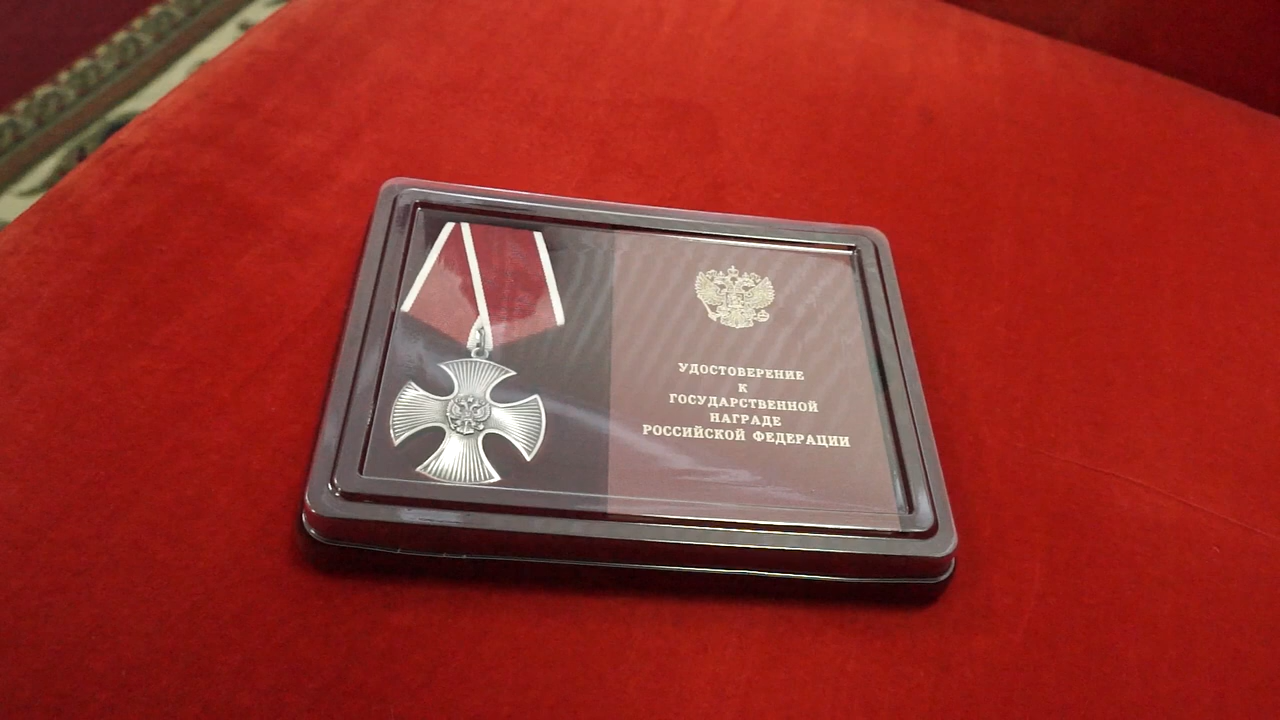 УДОСТОВЕРЕНИЕ
К
ГОСУДАРСТВЕННОЙ
НАГРАДЕ
РОССИЙСКОЙ ФЕДЕРАЦИИ